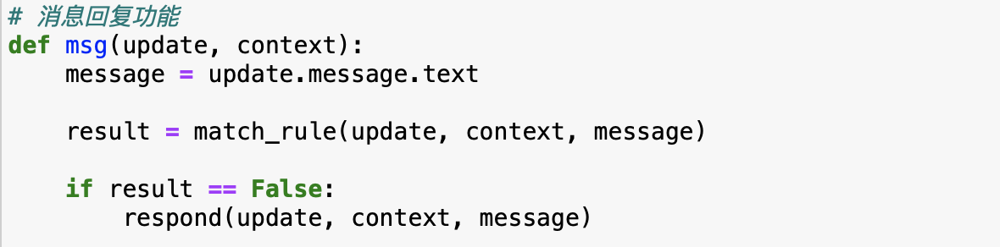 # 消息回复功能
def msg(update, context):
    message = update.message.text

    result = match_rule(update, context, message)

    if result == False:
        respond(update, context, message)